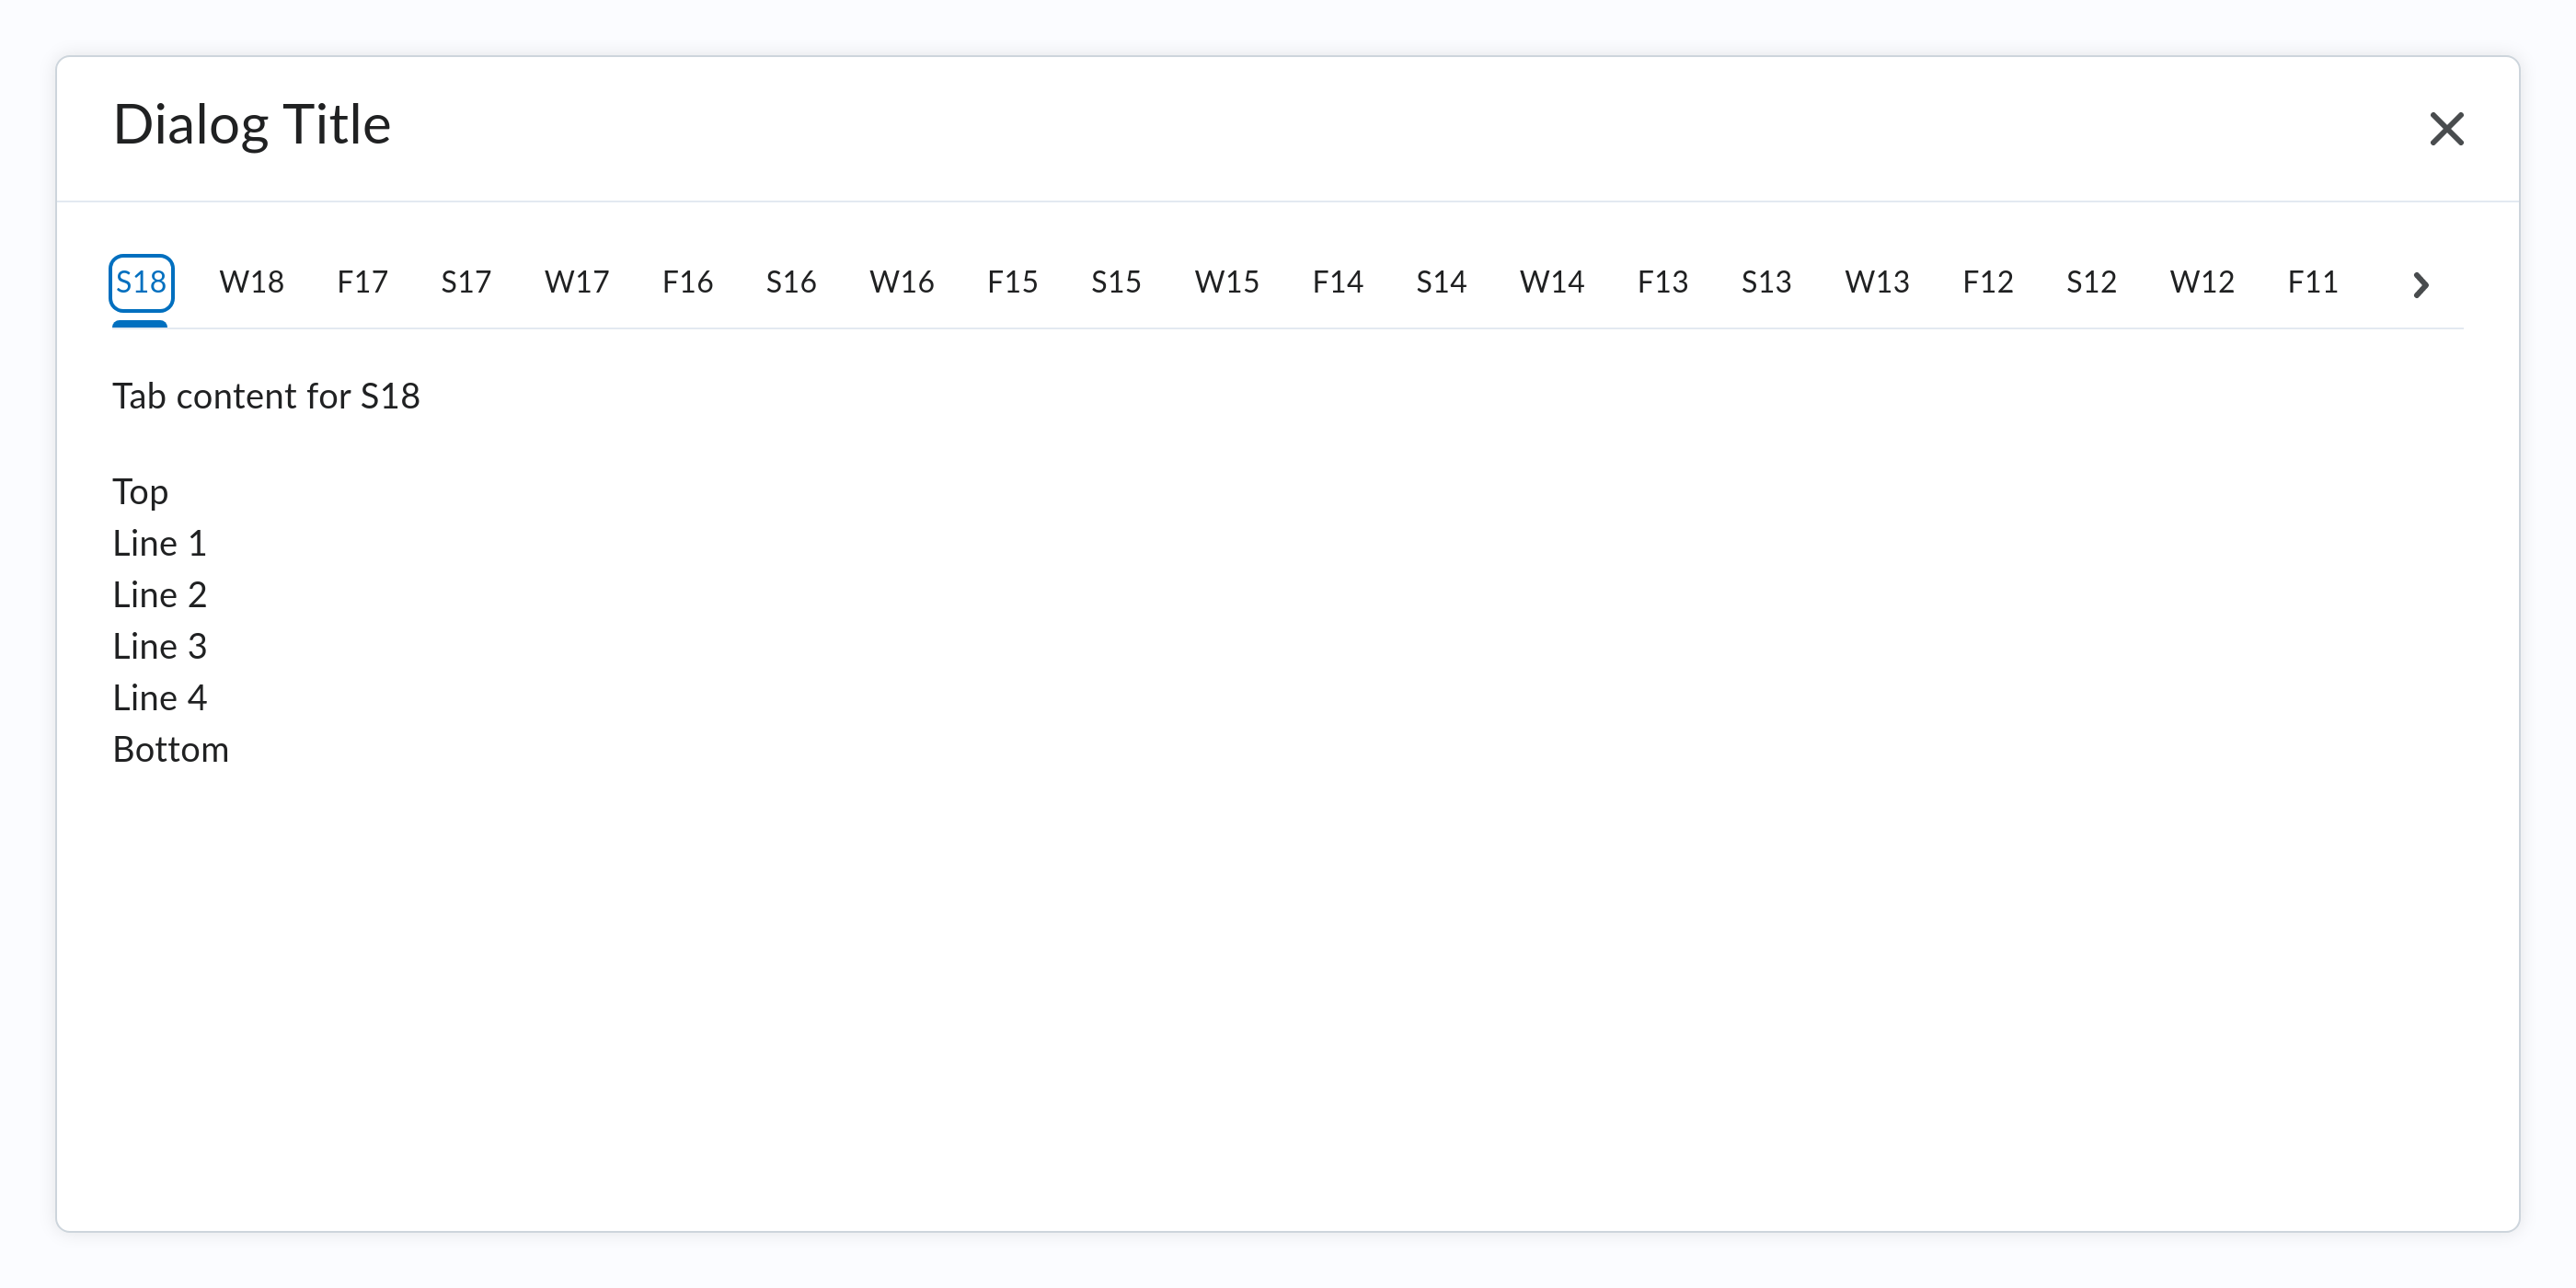 Dialog Title
S18 W18 F17 S17 W17 F16 S16 W16 F15 S15 W15 F14 S14 W14 F13 S13 W13 F12 S12 W12 F11
Tab content for S18
Top
Line 1
Line 2
Line 3
Line 4
Bottom